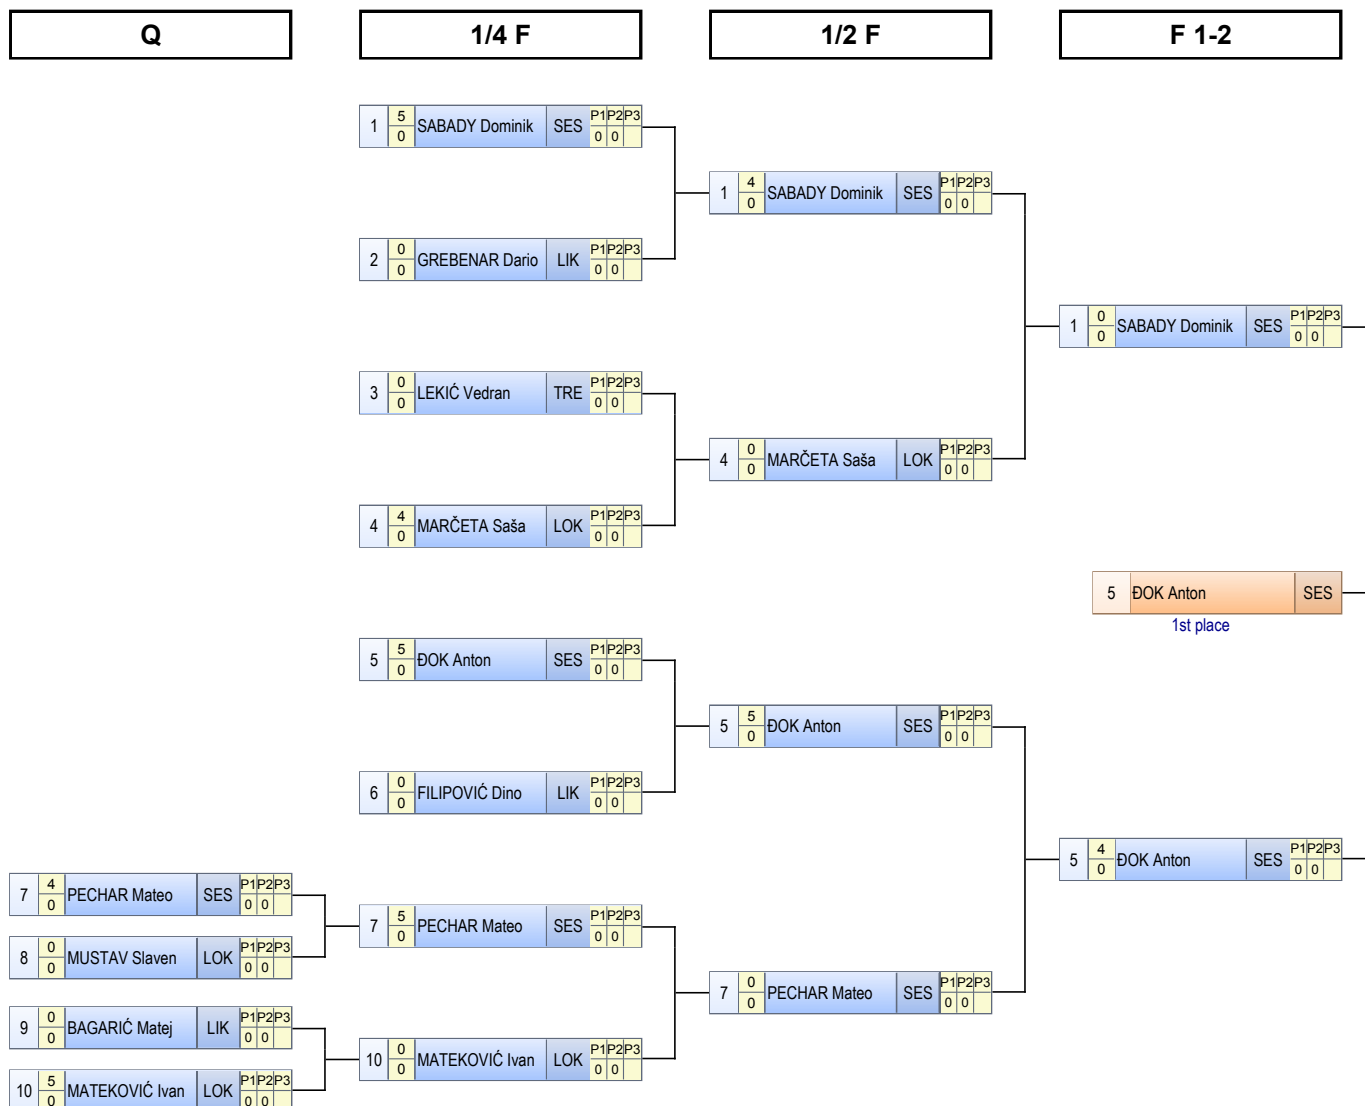 Q 1/4 F 1/2 F F 1-2
5 P1 P2 P3
1 SABADY Dominik SES
0 0 0
4 P1 P2 P3
1 SABADY Dominik SES
0 0 0
0 P1 P2 P3
2 GREBENAR Dario LIK
0 0 0
0 P1 P2 P3
1 SABADY Dominik SES
0 0 0
0 P1 P2 P3
3 LEKIĆ Vedran TRE
0 0 0
0 P1 P2 P3
4 MARČETA Saša LOK
0 0 0
4 P1 P2 P3
4 MARČETA Saša LOK
0 0 0
5 ĐOK Anton SES
1st place
5 P1 P2 P3
5 ĐOK Anton SES
0 0 0
5 P1 P2 P3
5 ĐOK Anton SES
0 0 0
0 P1 P2 P3
6 FILIPOVIĆ Dino LIK
0 0 0
4 P1 P2 P3
5 ĐOK Anton SES
0 0 0
4 P1 P2 P3
7 PECHAR Mateo SES
0 0 0
5 P1 P2 P3
7 PECHAR Mateo SES
0 0 0
0 P1 P2 P3
8 MUSTAV Slaven LOK
0 0 0
0 P1 P2 P3
7 PECHAR Mateo SES
0 0 0
0 P1 P2 P3
9 BAGARIĆ Matej LIK
0 0 0
0 P1 P2 P3
10 MATEKOVIĆ Ivan LOK
0 0 0
5 P1 P2 P3
10 MATEKOVIĆ Ivan LOK
0 0 0